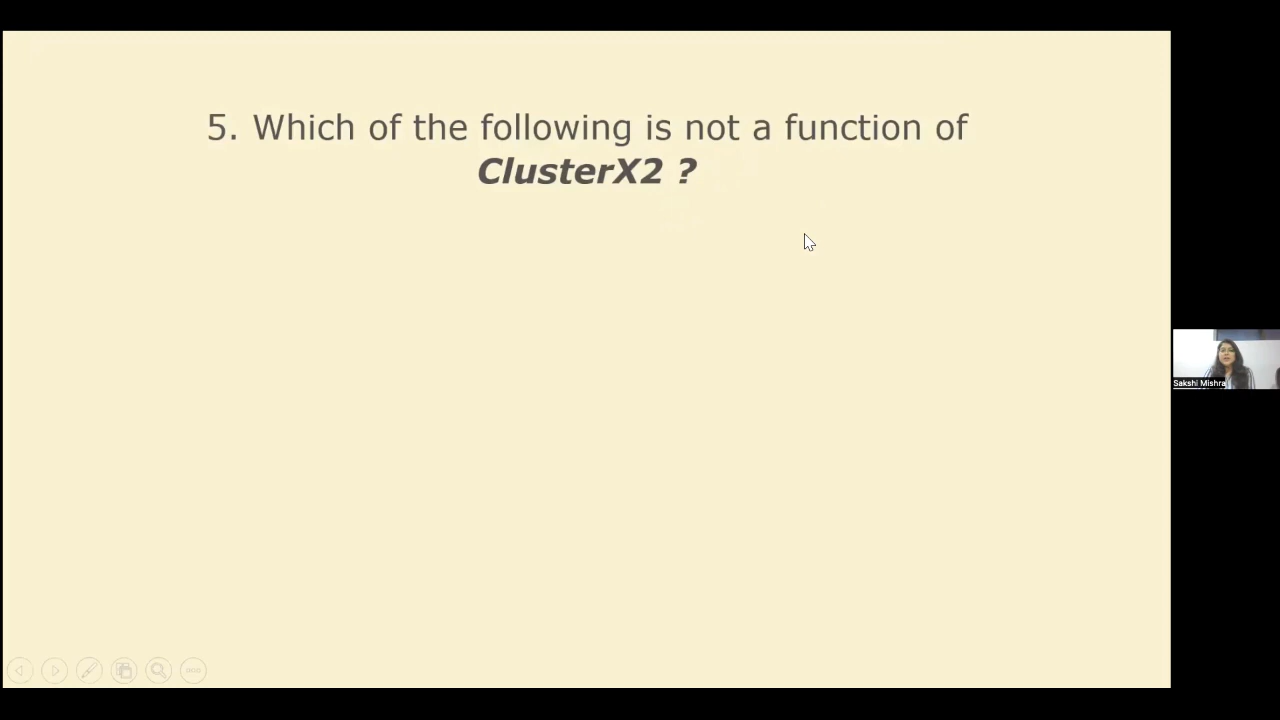 5. Which of the following is not a function of
ClusterX2 ?
Sakshi Mishra